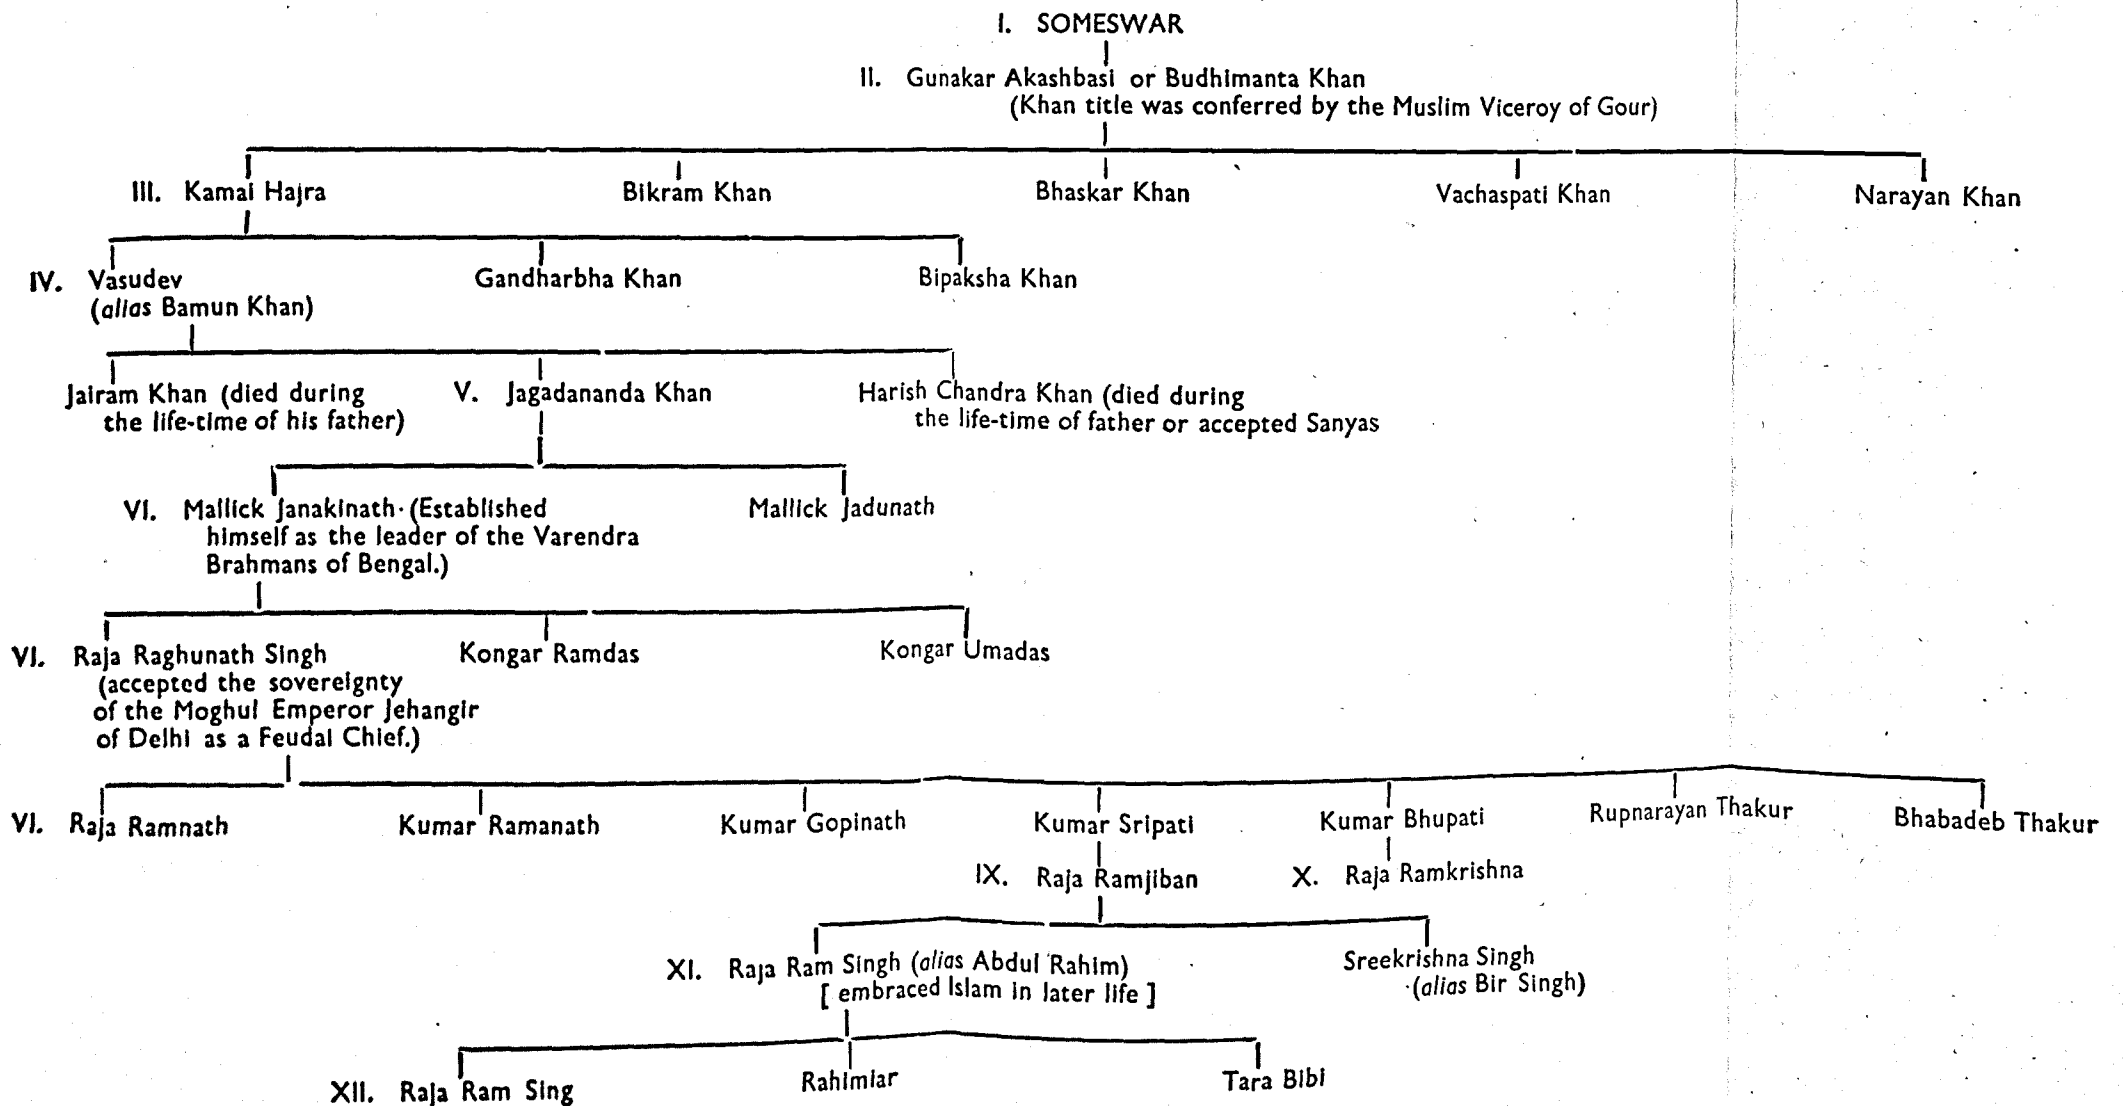 I. SOMESWAR
II. Gunakar Akashbasi or Budhimanta Khan
(Khan title was conferred by the Muslim Viceroy of Gour)
III. Kamal Hajra Bikram Khan Bhaskar Khan Vachaspati Khan Narayan Khan
IV. Vasudev Gandharbha Khan Bipaksha Khan
(alias Bamun Khan)
Jairam Khan (died during V. Jagadananda Khan Harish Chandra Khan (died during
the life-time of his father) the life-time of father or accepted Sanyas
VI. Mallick Janakinath (Established Mallick Jadunath
himself as the leader of the Varendra
Brahmans of Bengal.)
VI. Raja Raghunath Singh Kongar Ramdas Kongar Umadas
(accepted the sovereignty
of the Moghul Emperor Jehangir
of Delhi as a Feudal Chief.)
VI. Raja Ramnath Kumar Ramanath Kumar Gopinath Kumar Sripati Kumar Bhupati Rupnarayan Thakur Bhabadeb Thakur
IX. Raja Ramjiban X. Raja Ramkrishna
XI. Raja Ram Singh (alias Abdul Rahim) Sreekrishna Singh
[ embraced Islam in later life ] (alias Bir Singh)
XII. Raja Ram Sing Rahimiar Tara Bibi